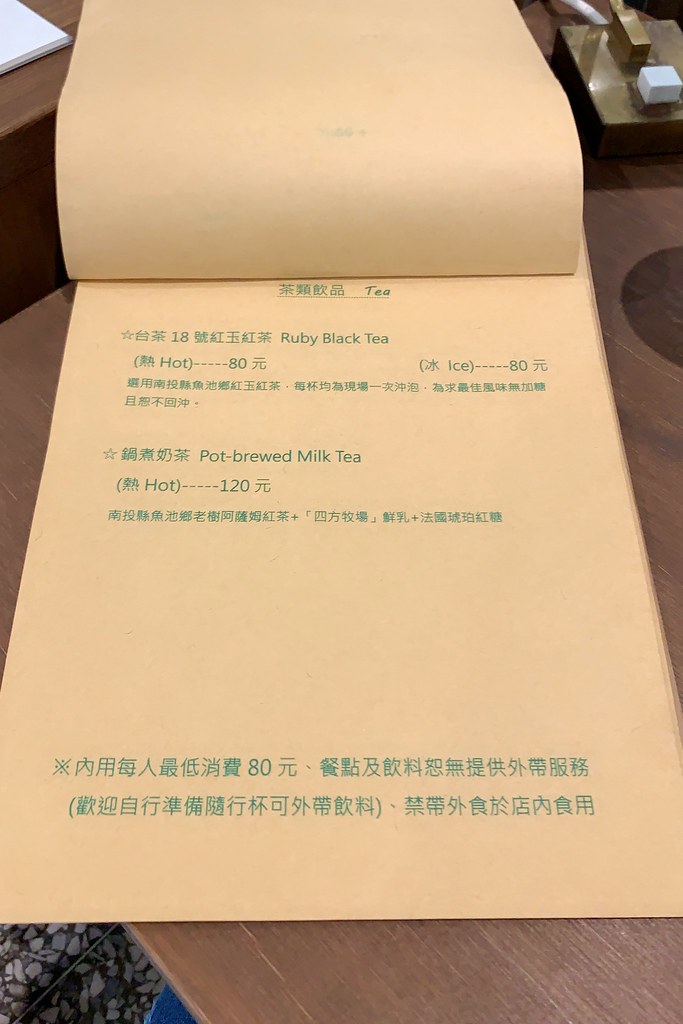 茶類飲品 Tea
☆台茶 18 號紅玉紅茶 Ruby Black Tea
(熱 Hot)-----80 元 (冰 Ice)-----80 元
選用南投縣魚池鄉紅玉紅茶，每杯均為現場一次沖泡，為求最佳風味無加糖
且恕不回沖。
☆ 鍋煮奶茶 Pot-brewed Milk Tea
(熱 Hot)-----120 元
南投縣魚池鄉老樹阿薩姆紅茶+「四方牧場」鮮乳+法國琥珀紅糖
※內用每人最低消費 80 元、餐點及飲料恕無提供外帶服務
(歡迎自行準備隨行杯可外帶飲料)、禁帶外食於店內食用